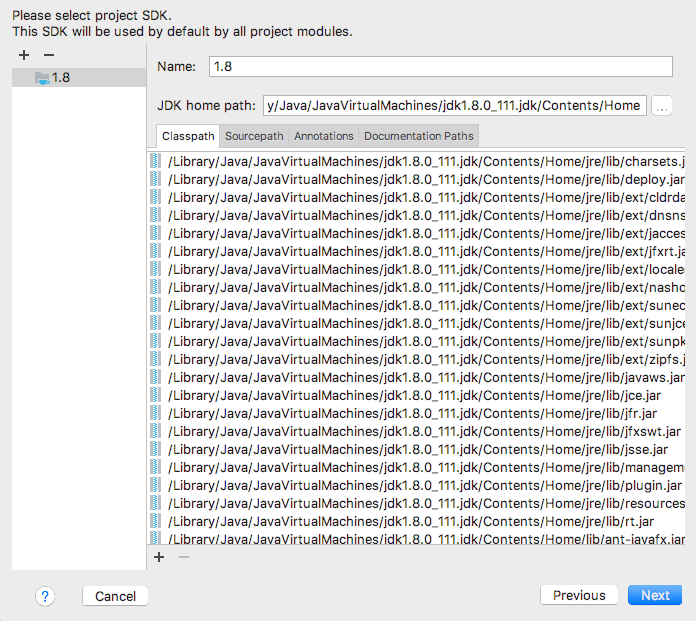 Please select project SDK.
This SDK will be used by default by all project modules.
+ −
1.8
Name: 1.8
JDK home path: y/Java/JavaVirtualMachines/jdk1.8.0_111.jdk/Contents/Home ...
Classpath Sourcepath Annotations Documentation Paths
/Library/Java/JavaVirtualMachines/jdk1.8.0_111.jdk/Contents/Home/jre/lib/charsets.j
/Library/Java/JavaVirtualMachines/jdk1.8.0_111.jdk/Contents/Home/jre/lib/deploy.jar
/Library/Java/JavaVirtualMachines/jdk1.8.0_111.jdk/Contents/Home/jre/lib/ext/cldrda
/Library/Java/JavaVirtualMachines/jdk1.8.0_111.jdk/Contents/Home/jre/lib/ext/dnsns
/Library/Java/JavaVirtualMachines/jdk1.8.0_111.jdk/Contents/Home/jre/lib/ext/jacces
/Library/Java/JavaVirtualMachines/jdk1.8.0_111.jdk/Contents/Home/jre/lib/ext/jfxrt.ja
/Library/Java/JavaVirtualMachines/jdk1.8.0_111.jdk/Contents/Home/jre/lib/ext/locale
/Library/Java/JavaVirtualMachines/jdk1.8.0_111.jdk/Contents/Home/jre/lib/ext/nasho
/Library/Java/JavaVirtualMachines/jdk1.8.0_111.jdk/Contents/Home/jre/lib/ext/sunec
/Library/Java/JavaVirtualMachines/jdk1.8.0_111.jdk/Contents/Home/jre/lib/ext/sunjce
/Library/Java/JavaVirtualMachines/jdk1.8.0_111.jdk/Contents/Home/jre/lib/ext/sunpk
/Library/Java/JavaVirtualMachines/jdk1.8.0_111.jdk/Contents/Home/jre/lib/ext/zipfs.j
/Library/Java/JavaVirtualMachines/jdk1.8.0_111.jdk/Contents/Home/jre/lib/javaws.jar
/Library/Java/JavaVirtualMachines/jdk1.8.0_111.jdk/Contents/Home/jre/lib/jce.jar
/Library/Java/JavaVirtualMachines/jdk1.8.0_111.jdk/Contents/Home/jre/lib/jfr.jar
/Library/Java/JavaVirtualMachines/jdk1.8.0_111.jdk/Contents/Home/jre/lib/jfxswt.jar
/Library/Java/JavaVirtualMachines/jdk1.8.0_111.jdk/Contents/Home/jre/lib/jsse.jar
/Library/Java/JavaVirtualMachines/jdk1.8.0_111.jdk/Contents/Home/jre/lib/managem
/Library/Java/JavaVirtualMachines/jdk1.8.0_111.jdk/Contents/Home/jre/lib/plugin.jar
/Library/Java/JavaVirtualMachines/jdk1.8.0_111.jdk/Contents/Home/jre/lib/resources
/Library/Java/JavaVirtualMachines/jdk1.8.0_111.jdk/Contents/Home/jre/lib/rt.jar
/Library/Java/JavaVirtualMachines/jdk1.8.0_111.jdk/Contents/Home/lib/ant-javafx.jar
+ −
? Cancel Previous Next